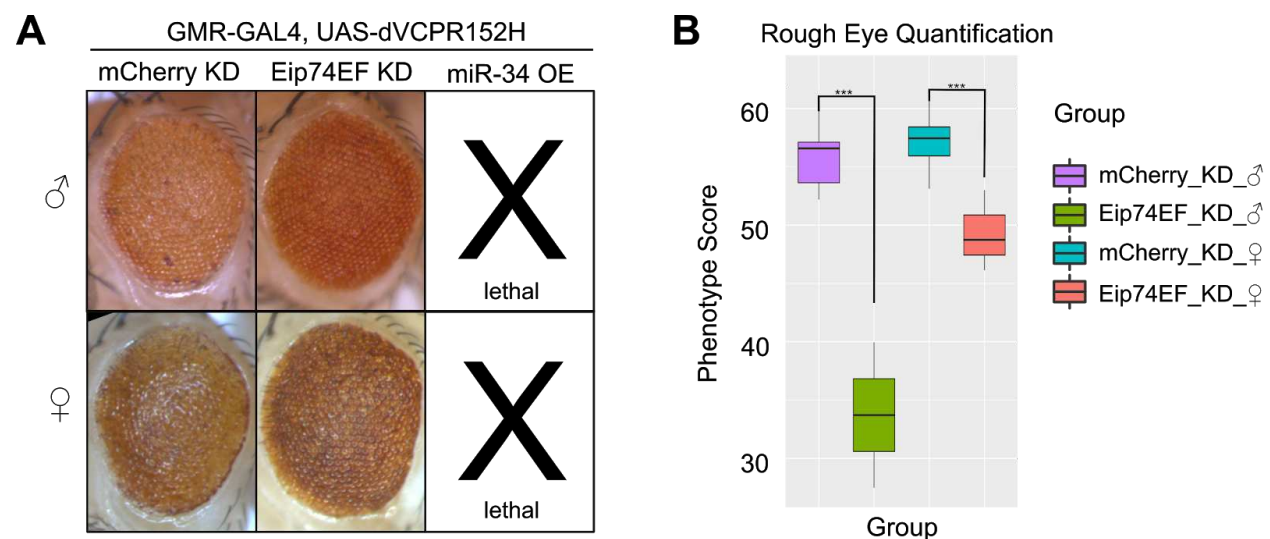 A
GMR-GAL4, UAS-dVCPR152H
mCherry KD Eip74EF KD miR-34 OE
♂
X
lethal
♀
X
lethal
B
Rough Eye Quantification
Phenotype Score
60
50
40
30
***
***
Group
Group
mCherry_KD_♂
Eip74EF_KD_♂
mCherry_KD_♀
Eip74EF_KD_♀